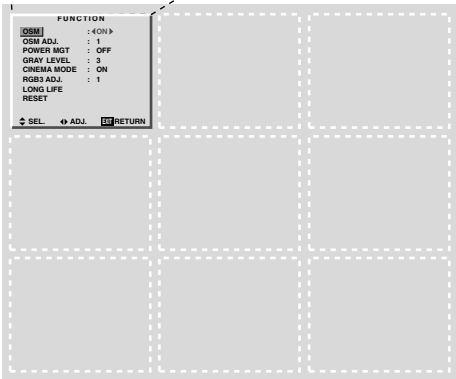 FUNCTION
OSM : ◀ON▶
OSM ADJ. : 1
POWER MGT : OFF
GRAY LEVEL : 3
CINEMA MODE : ON
RGB3 ADJ. : 1
LONG LIFE
RESET
SEL. ADJ. EXIT RETURN